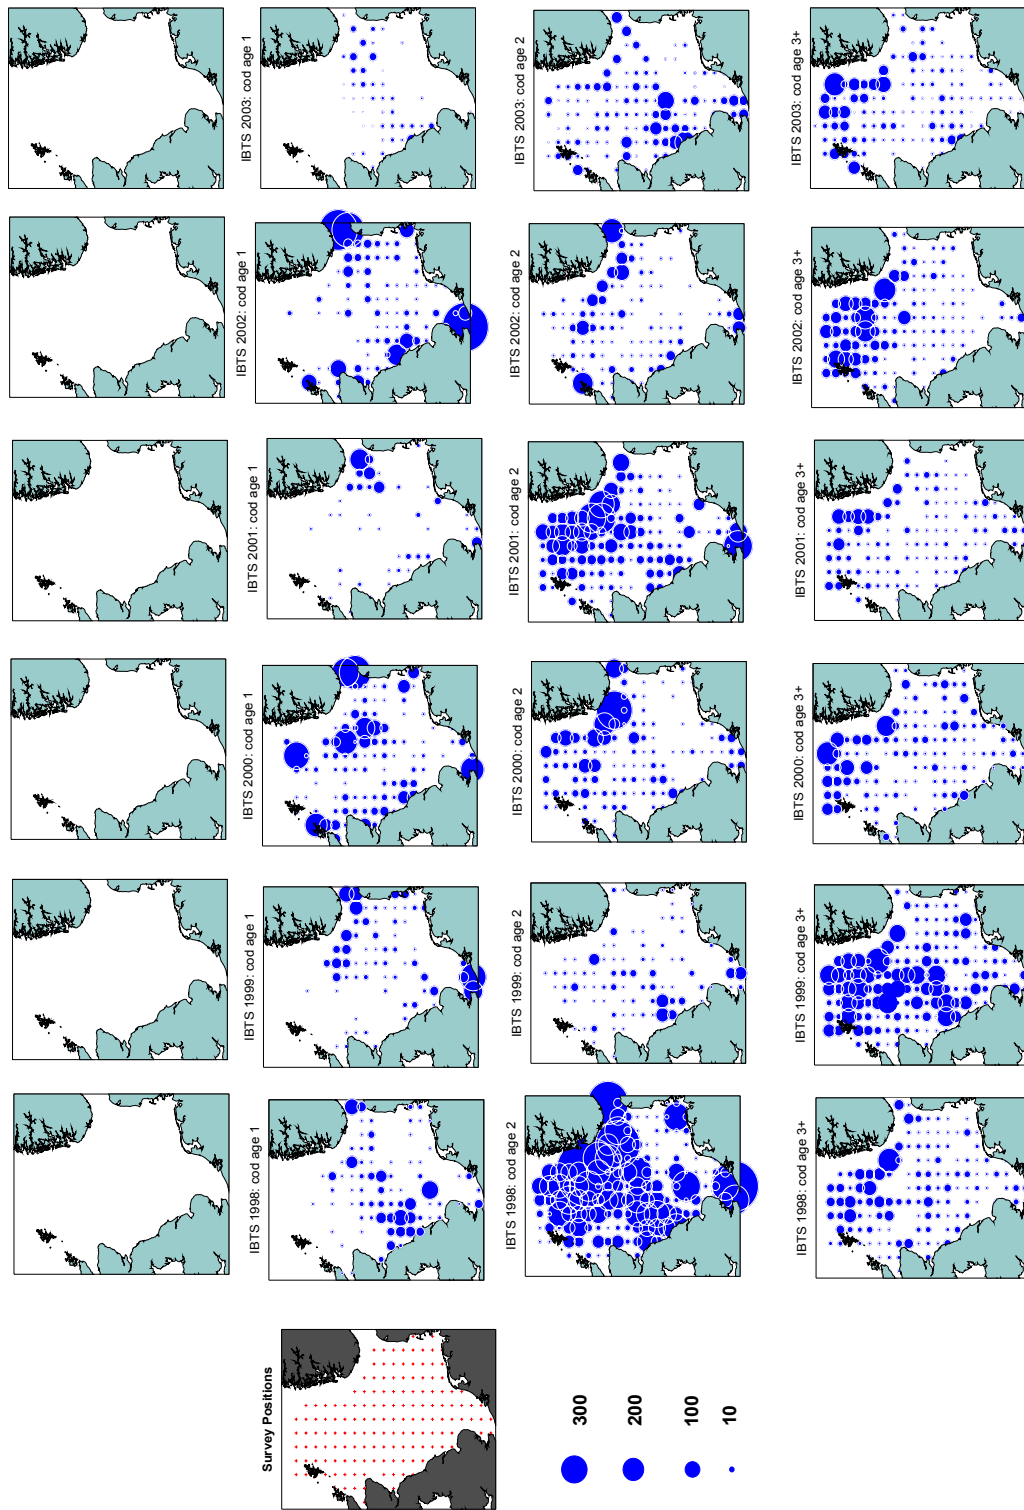 IBTS 2003: cod age 1
IBTS 2003: cod age 2
IBTS 2003: cod age 3+
IBTS 2002: cod age 1
IBTS 2002: cod age 2
IBTS 2002: cod age 3+
IBTS 2001: cod age 1
IBTS 2001: cod age 2
IBTS 2001: cod age 3+
IBTS 2000: cod age 1
IBTS 2000: cod age 2
IBTS 2000: cod age 3+
IBTS 1999: cod age 1
IBTS 1999: cod age 2
IBTS 1999: cod age 3+
IBTS 1998: cod age 1
IBTS 1998: cod age 2
IBTS 1998: cod age 3+
Survey Positions
300
200
100
10